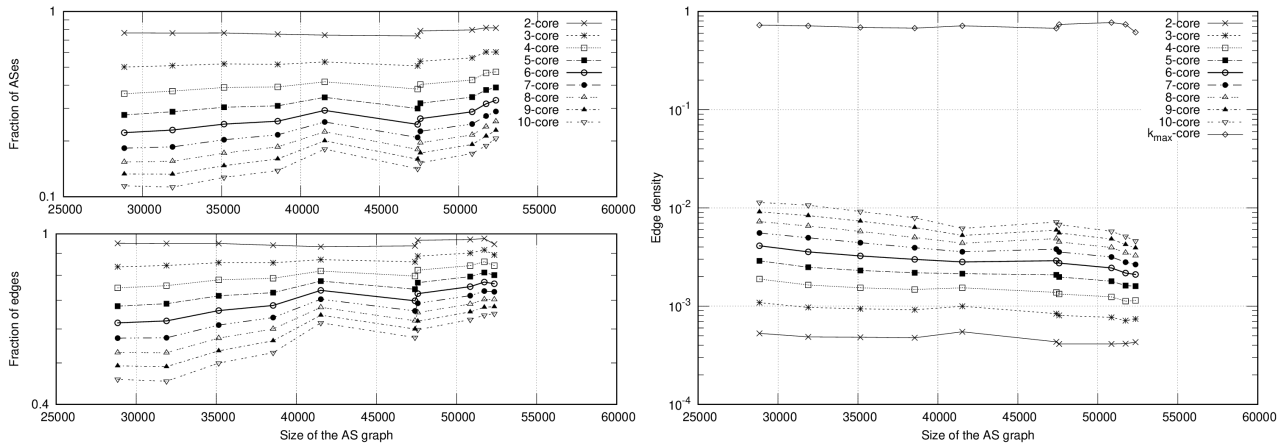 1
0.1
Fraction of ASes
25000 30000 35000 40000 45000 50000 55000 60000
2-core
3-core
4-core
5-core
6-core
7-core
8-core
9-core
10-core
1
0.4
Fraction of edges
25000 30000 35000 40000 45000 50000 55000 60000
Size of the AS graph
1
10^-1
10^-2
10^-3
10^-4
Edge density
25000 30000 35000 40000 45000 50000 55000 60000
Size of the AS graph
2-core
3-core
4-core
5-core
6-core
7-core
8-core
9-core
10-core
k_max-core